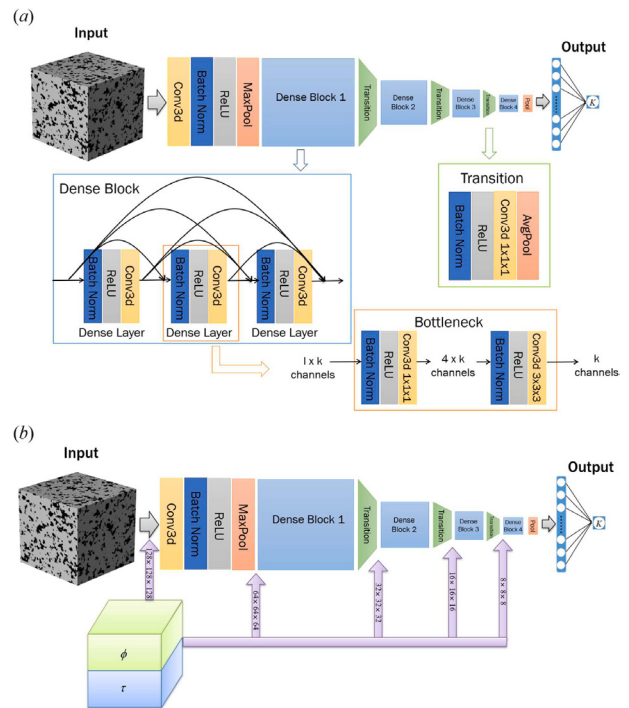 (a)
Input
Output
Conv3d
Batch Norm
ReLU
MaxPool
Dense Block 1
Transition
Dense Block 2
Transition
Dense Block 3
Transition
Dense Block 4
Pool
K
Dense Block
Batch Norm
ReLU
Conv3d
Dense Layer
Batch Norm
ReLU
Conv3d
Dense Layer
Batch Norm
ReLU
Conv3d
Dense Layer
Transition
Batch Norm
ReLU
Conv3d 1x1x1
AvgPool
Bottleneck
l x k
channels
Batch Norm
ReLU
Conv3d 1x1x1
4 x k
channels
Batch Norm
ReLU
Conv3d 3x3x3
k
channels
(b)
Input
Output
Conv3d
Batch Norm
ReLU
MaxPool
Dense Block 1
Transition
Dense Block 2
Transition
Dense Block 3
Transition
Dense Block 4
Pool
K
128× 128× 128
64× 64× 64
32× 32× 32
16× 16× 16
8× 8× 8
ϕ
τ